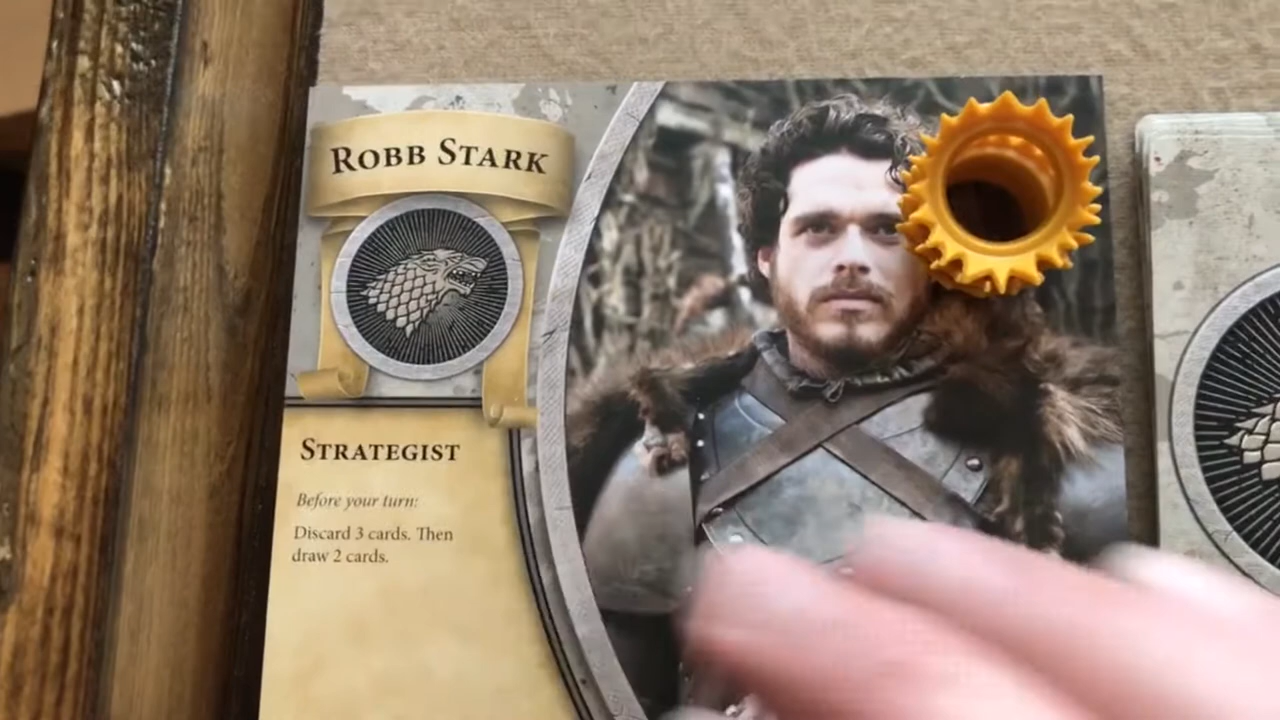 ROBB STARK
STRATEGIST
Before your turn:
Discard 3 cards. Then
draw 2 cards.